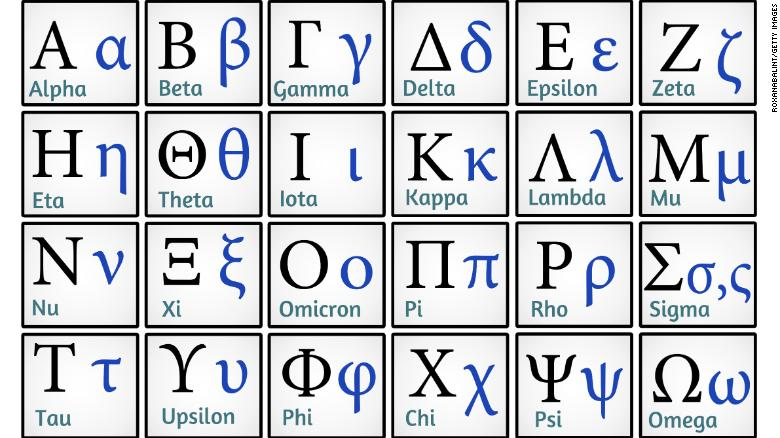 Α α Β β Γ γ Δ δ Ε ε Ζ ζ
Alpha Beta Gamma Delta Epsilon Zeta
Η η Θ θ Ι ι Κ κ Λ λ Μ μ
Eta Theta Iota Kappa Lambda Mu
Ν ν Ξ ξ Ο ο Π π Ρ ρ Σ σ,ς
Nu Xi Omicron Pi Rho Sigma
Τ τ ϒ υ Φ φ Χ χ Ψ ψ Ω ω
Tau Upsilon Phi Chi Psi Omega
ROXANABALINT/GETTY IMAGES